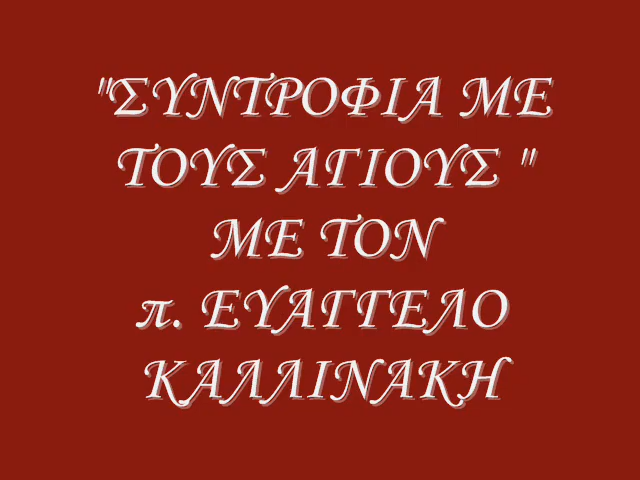 "ΣΥΝΤΡΟΦΙΑ ΜΕ
ΤΟΥΣ ΑΓΙΟΥΣ "
ΜΕ ΤΟΝ
π. ΕΥΑΓΓΕΛΟ
ΚΑΛΛΙΝΑΚΗ